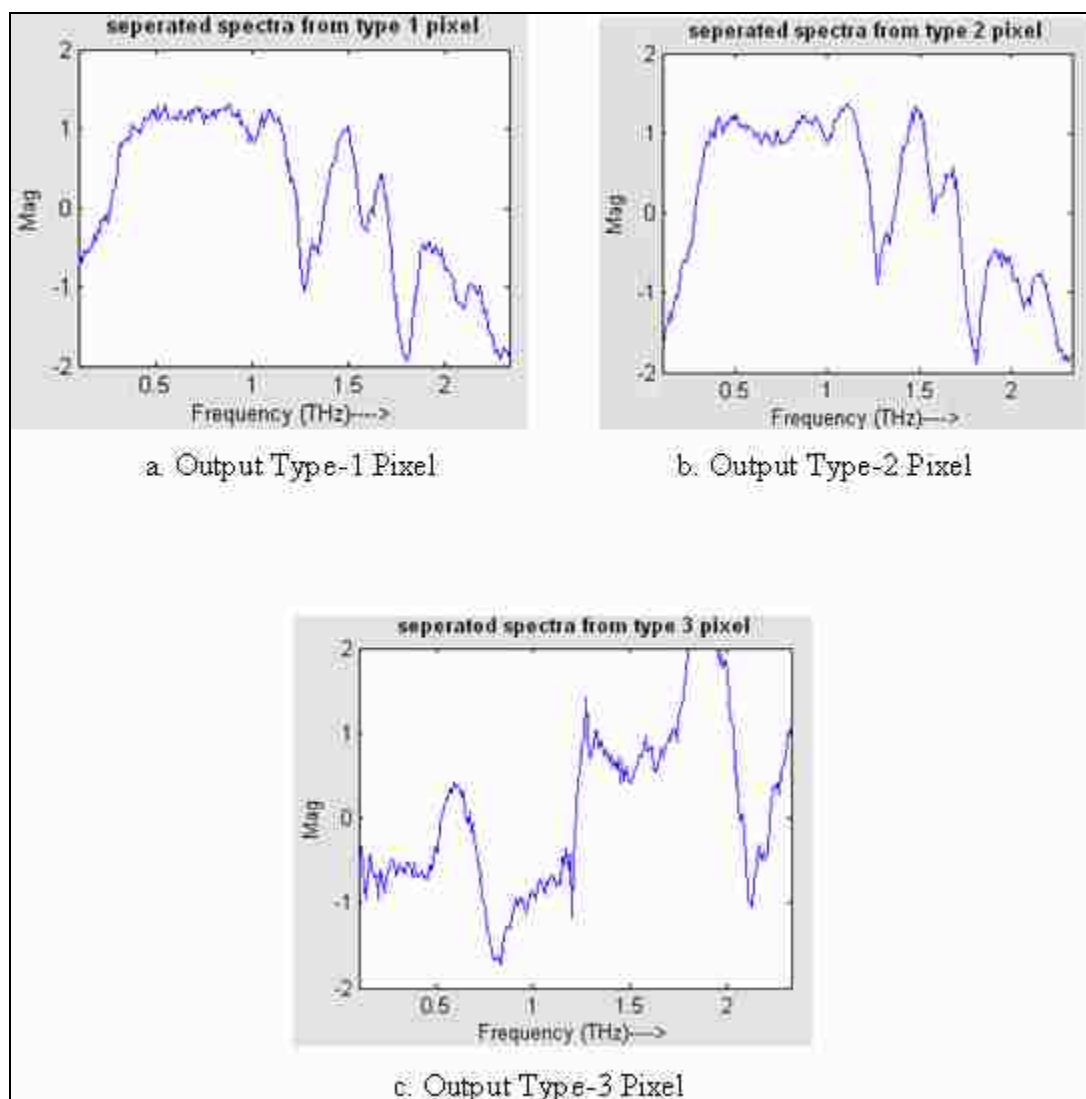 seperated spectra from type 1 pixel
2
1
0
-1
-2
Mag
0.5 1 1.5 2
Frequency (THz)---->
a. Output Type-1 Pixel
seperated spectra from type 2 pixel
2
1
0
-1
-2
Mag
0.5 1 1.5 2
Frequency (THz)---->
b. Output Type-2 Pixel
seperated spectra from type 3 pixel
2
1
0
-1
-2
Mag
0.5 1 1.5 2
Frequency (THz)---->
c. Output Type-3 Pixel